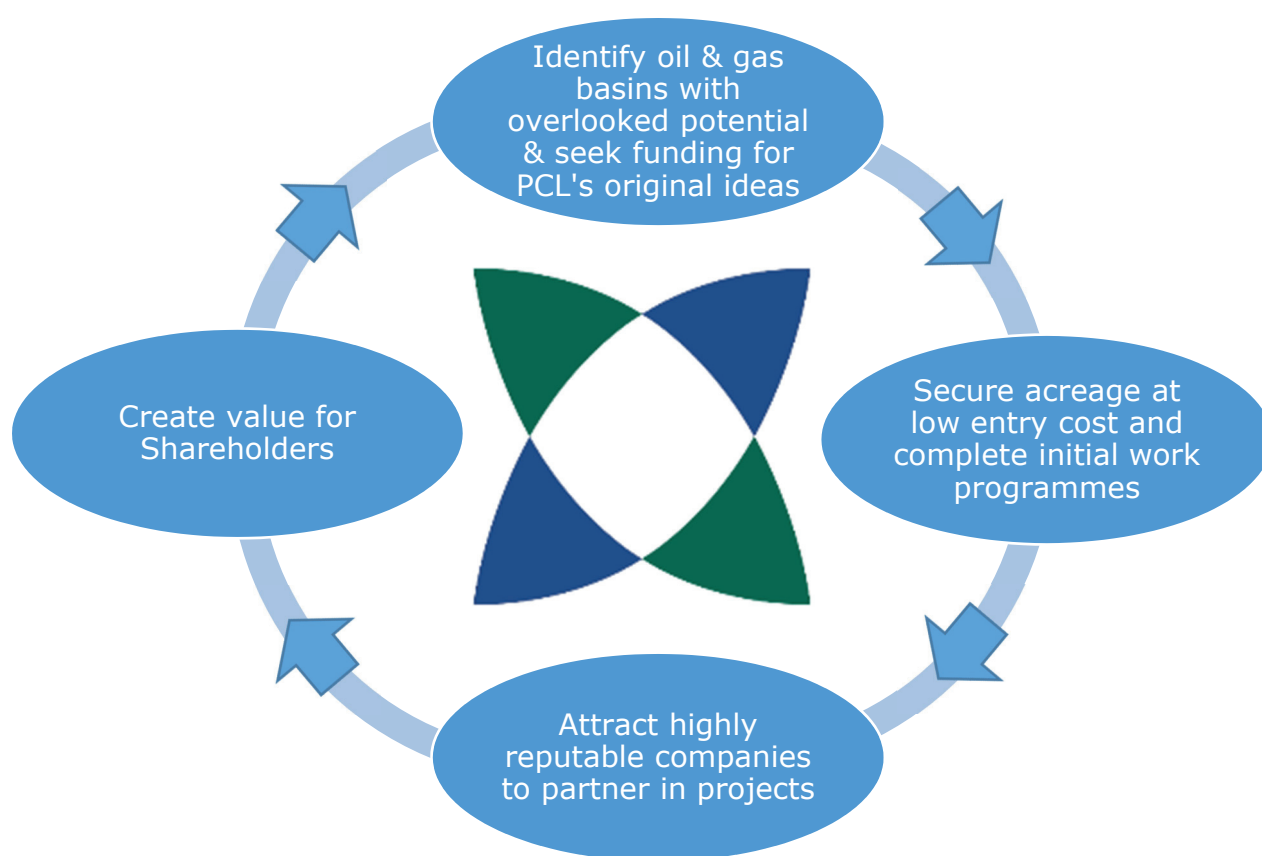 Identify oil & gas
basins with
overlooked potential
& seek funding for
PCL's original ideas
Secure acreage at
low entry cost and
complete initial work
programmes
Attract highly
reputable companies
to partner in projects
Create value for
Shareholders